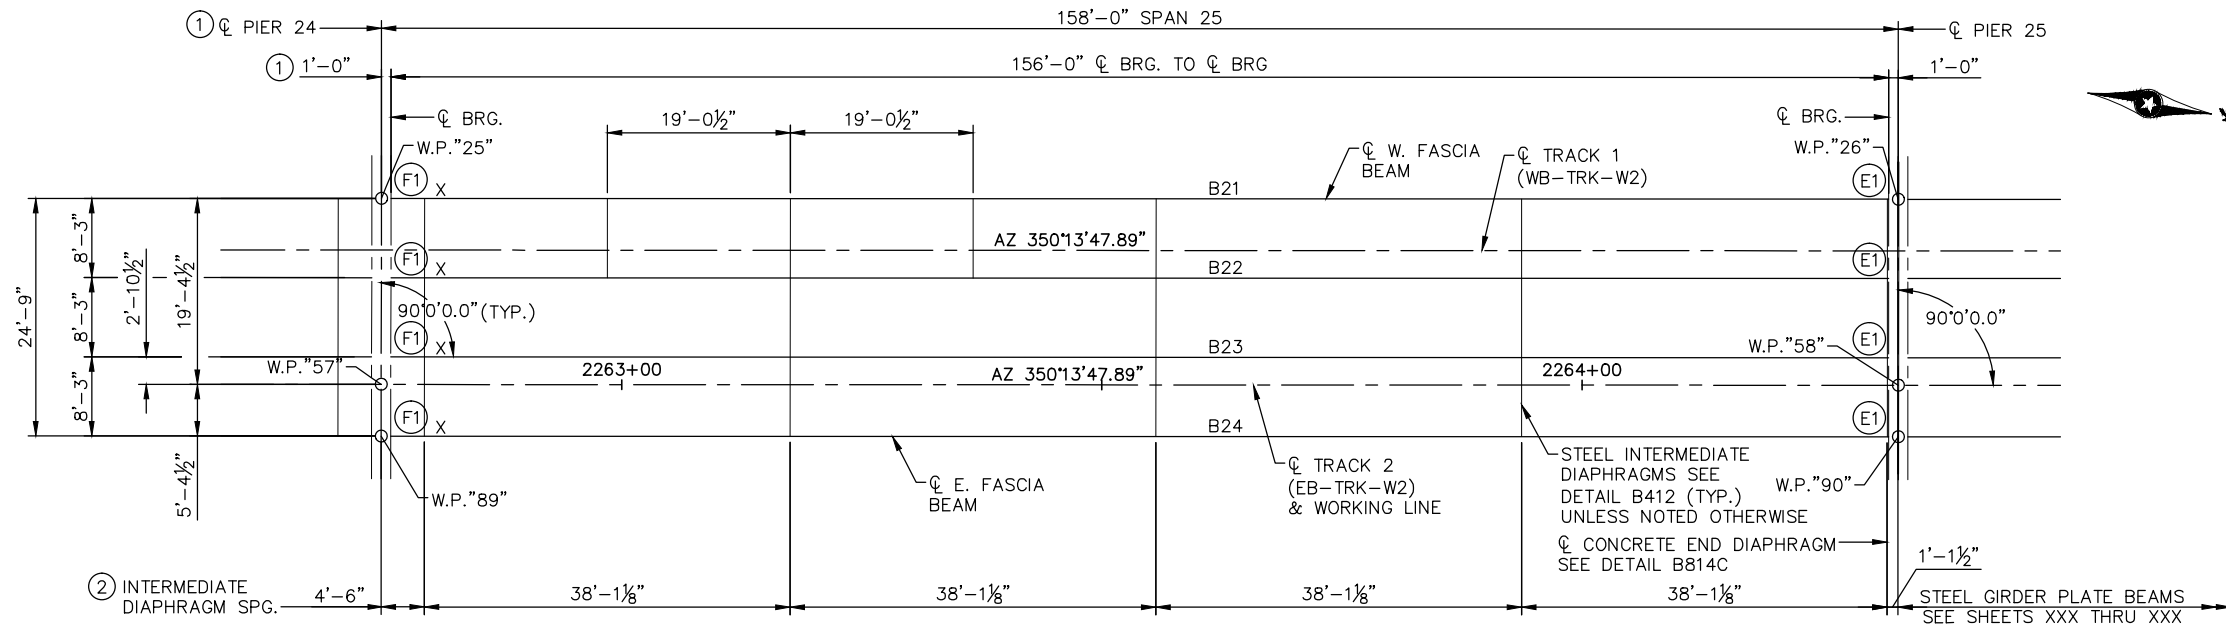 158'-0" SPAN 25
① ℄ PIER 24
℄ PIER 25
① 1'-0"
156'-0" ℄ BRG. TO ℄ BRG
1'-0"
℄ BRG.
19'-0½"
19'-0½"
℄ BRG.
W.P."25"
℄ W. FASCIA
BEAM
℄ TRACK 1
(WB-TRK-W2)
W.P."26"
F1
X
B21
E1
8'-3"
AZ 350°13'47.89"
F1
X
B22
E1
24'-9"
8'-3"
2'-10½"
19'-4½"
90°0'0.0" (TYP.)
90°0'0.0"
F1
X
B23
W.P."58"
E1
W.P."57"
2263+00
AZ 350°13'47.89"
2264+00
8'-3"
F1
X
B24
E1
5'-4½"
W.P."89"
℄ E. FASCIA
BEAM
℄ TRACK 2
(EB-TRK-W2)
& WORKING LINE
STEEL INTERMEDIATE
DIAPHRAGMS SEE
DETAIL B412 (TYP.)
UNLESS NOTED OTHERWISE
W.P."90"
℄ CONCRETE END DIAPHRAGM
SEE DETAIL B814C
1'-1½"
② INTERMEDIATE
DIAPHRAGM SPG.
4'-6"
38'-1⅛"
38'-1⅛"
38'-1⅛"
38'-1⅛"
STEEL GIRDER PLATE BEAMS
SEE SHEETS XXX THRU XXX